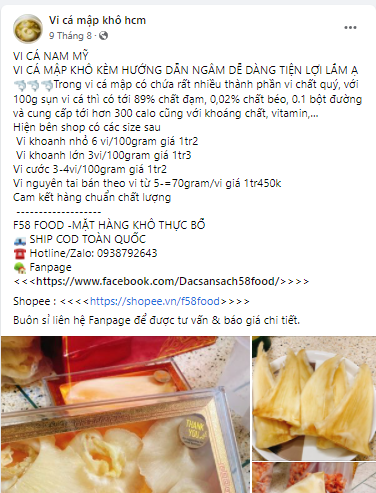 Vi cá mập khô hcm
9 Tháng 8 ·
VI CÁ NAM MỸ
VI CÁ MẬP KHÔ KÈM HƯỚNG DẪN NGÂM DỄ DÀNG TIỆN LỢI LẮM Ạ
Trong vi cá mập có chứa rất nhiều thành phần vi chất quý, với
100g sụn vi cá thì có tới 89% chất đạm, 0,02% chất béo, 0.1 bột đường
và cung cấp tới hơn 300 calo cũng với khoáng chất, vitamin,...
Hiện bên shop có các size sau
Vi khoanh nhỏ 6 vi/100gram giá 1tr2
Vi khoanh lớn 3vi/100gram giá 1tr3
Vi cước 3-4vi/100gram giá 1tr2
Vi nguyên tai bán theo vi từ 5-=70gram/vi giá 1tr450k
Cam kết hàng chuẩn chất lượng
-------------------
F58 FOOD -MẶT HÀNG KHÔ THỰC BỔ
SHIP COD TOÀN QUỐC
Hotline/Zalo: 0938792643
Fanpage
<<<https://www.facebook.com/Dacsansach58food/>>>>
Shopee : <<<<https://shopee.vn/f58food>>>>
Buôn sỉ liên hệ Fanpage để được tư vấn & báo giá chi tiết.
THANK YOU